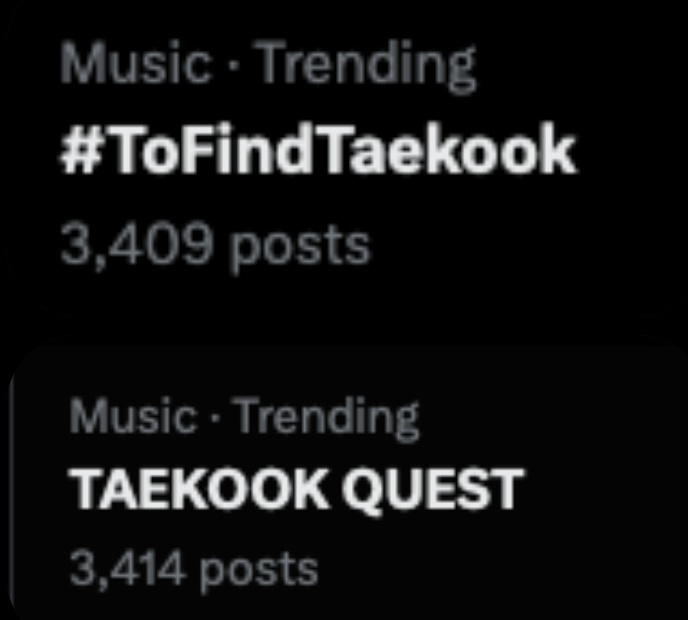 Music · Trending
#ToFindTaekook
3,409 posts
Music · Trending
TAEKOOK QUEST
3,414 posts